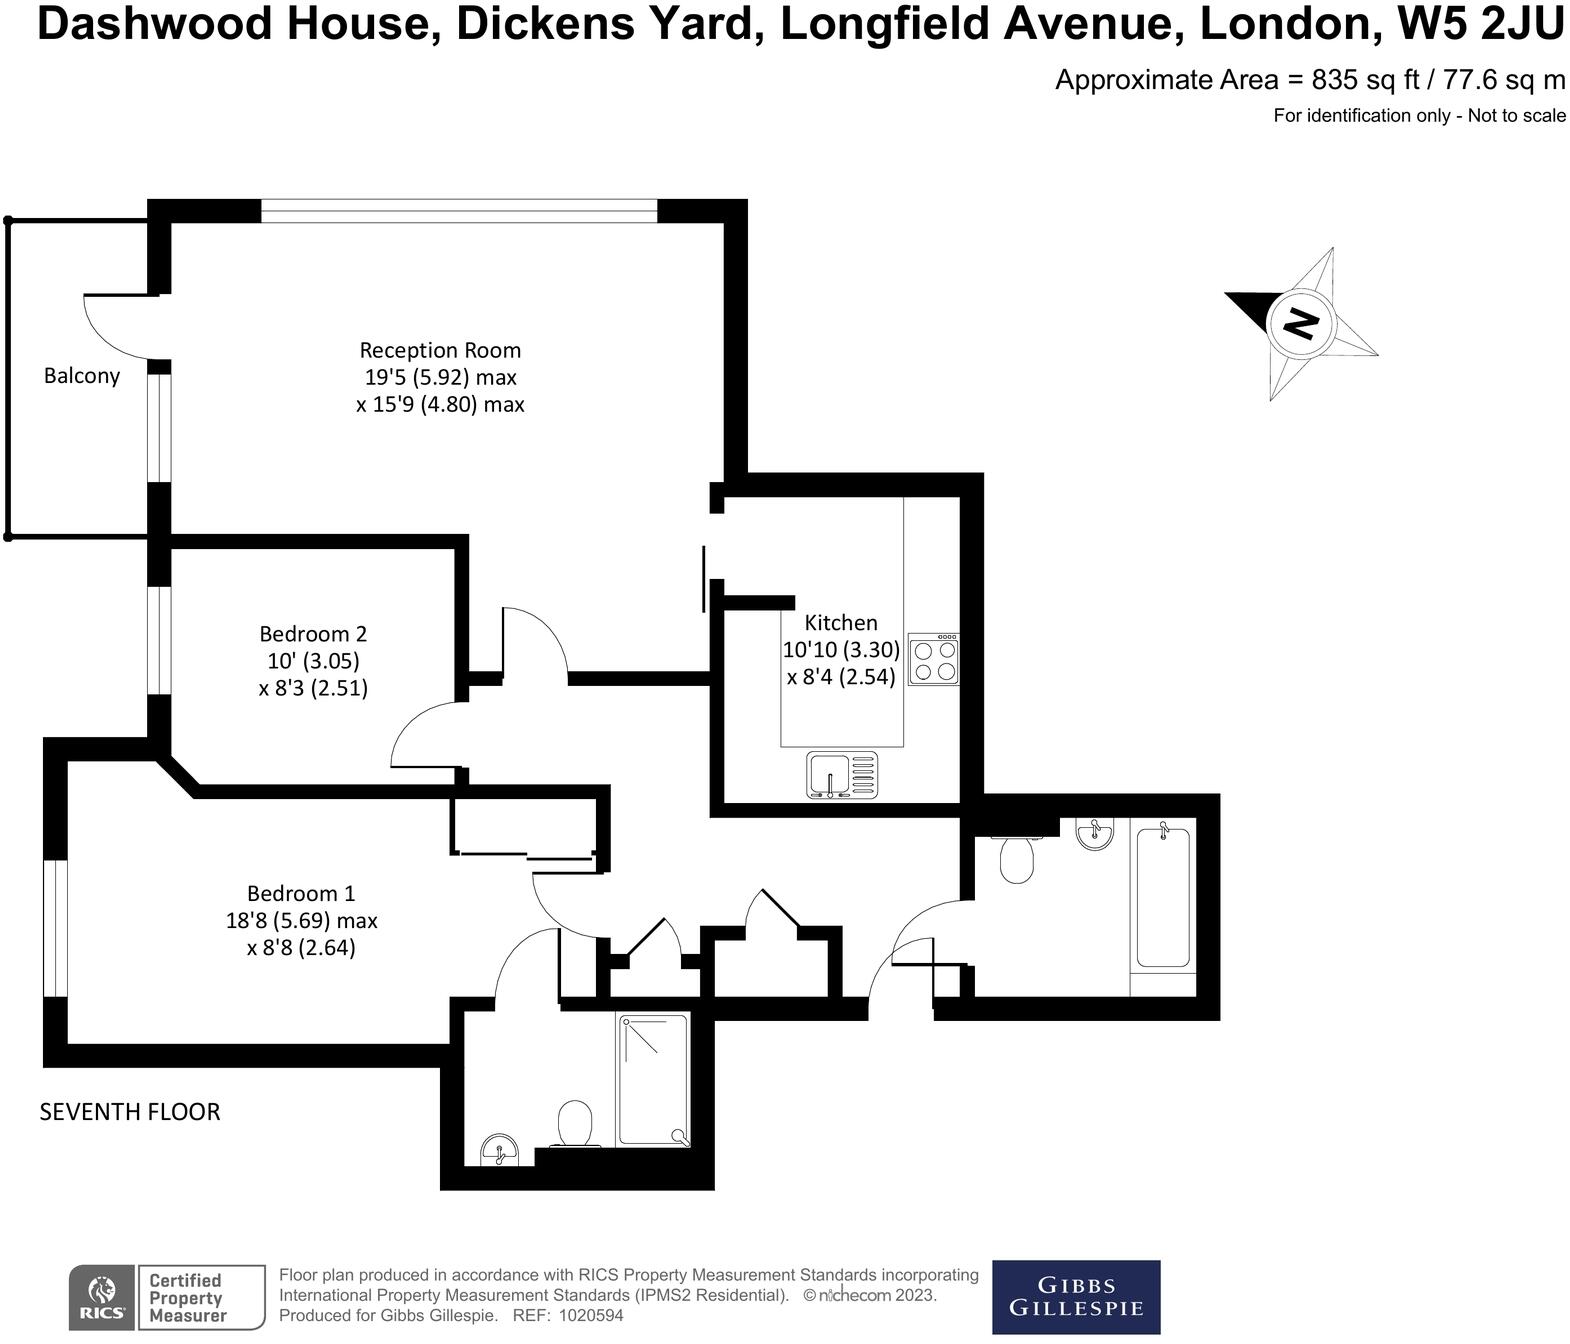 Dashwood House, Dickens Yard, Longfield Avenue, London, W5 2JU
Approximate Area = 835 sq ft / 77.6 sq m
For identification only - Not to scale
N
Reception Room
19'5 (5.92) max
x 15'9 (4.80) max
Balcony
Kitchen
10'10 (3.30)
x 8'4 (2.54)
Bedroom 2
10' (3.05)
x 8'3 (2.51)
Bedroom 1
18'8 (5.69) max
x 8'8 (2.64)
SEVENTH FLOOR
RICS
Certified
Property
Measurer
Floor plan produced in accordance with RICS Property Measurement Standards incorporating
International Property Measurement Standards (IPMS2 Residential). © nichecom 2023.
Produced for Gibbs Gillespie. REF: 1020594
GIBBS
GILLESPIE